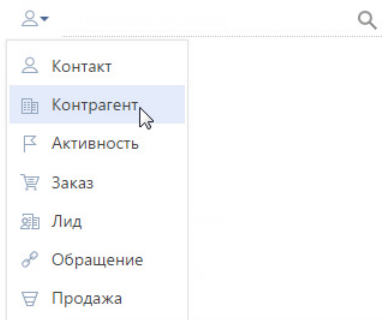 Контакт
Контрагент
Активность
Заказ
Лид
Обращение
Продажа